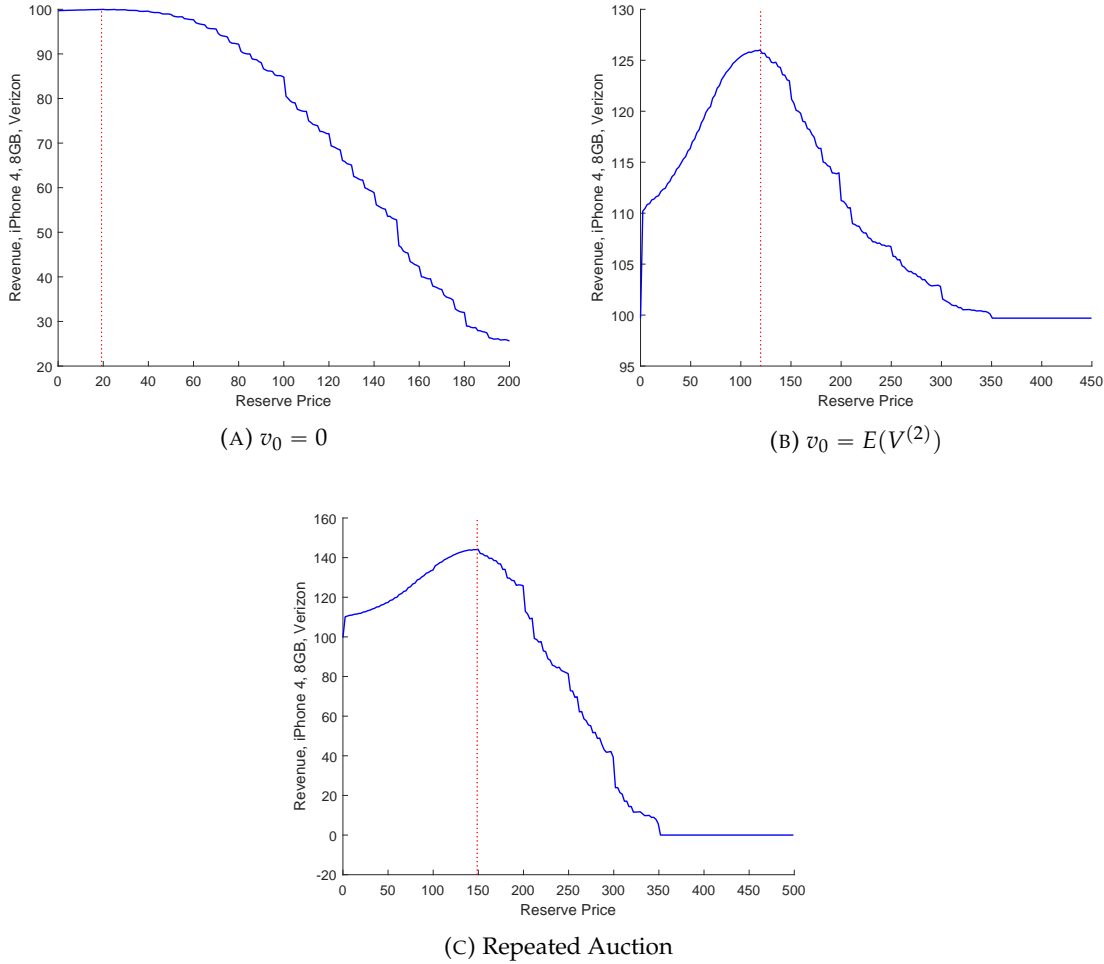 Revenue, iPhone 4, 8GB, Verizon
100
90
80
70
60
50
40
30
20
0 20 40 60 80 100 120 140 160 180 200
Reserve Price
(A) v₀ = 0
Revenue, iPhone 4, 8GB, Verizon
130
125
120
115
110
105
100
95
0 50 100 150 200 250 300 350 400 450
Reserve Price
(B) v₀ = E(V⁽²⁾)
Revenue, iPhone 4, 8GB, Verizon
160
140
120
100
80
60
40
20
0
-20
0 50 100 150 200 250 300 350 400 450 500
Reserve Price
(C) Repeated Auction